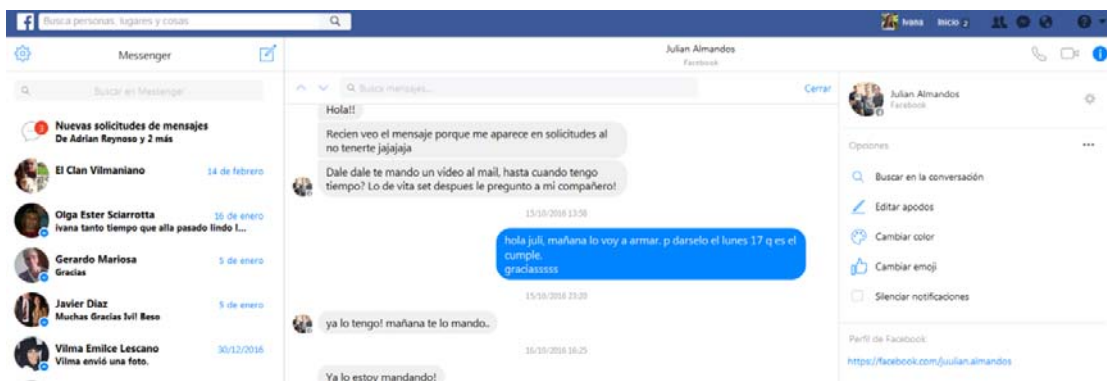 Busca personas, lugares y cosas
Ivana Inicio 2
Messenger
Julian Almandos
Facebook
Buscar en Messenger
Busca mensajes...
Cerrar
Nuevas solicitudes de mensajes
De Adrian Reynoso y 2 más
3
El Clan Vilmaniano
14 de febrero
Olga Ester Sciarrotta
16 de enero
ivana tanto tiempo que alla pasado lindo l...
Gerardo Mariosa
5 de enero
Gracias
Javier Diaz
5 de enero
Muchas Gracias Ivi! Beso
Vilma Emilce Lescano
30/12/2016
Vilma envió una foto.
Hola!!
Recien veo el mensaje porque me aparece en solicitudes al
no tenerte jajajaja
Dale dale te mando un video al mail, hasta cuando tengo
tiempo? Lo de vita set despues le pregunto a mi compañero!
15/10/2016 13:58
hola juli, mañana lo voy a armar. p darselo el lunes 17 q es el
cumple.
graciasssss
15/10/2016 23:20
ya lo tengo! mañana te lo mando..
16/10/2016 16:25
Ya lo estoy mandando!
Julian Almandos
Facebook
Opciones
Buscar en la conversación
Editar apodos
Cambiar color
Cambiar emoji
Silenciar notificaciones
Perfil de Facebook
https://facebook.com/juulian.almandos